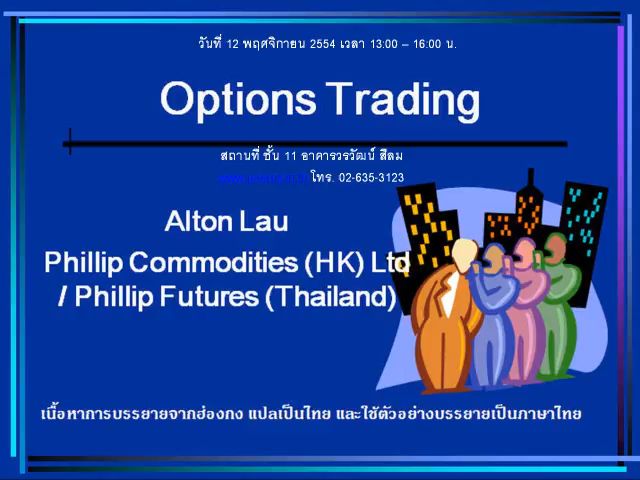 วันที่ 12 พฤศจิกายน 2554 เวลา 13:00 – 16:00 น.
Options Trading
สถานที่ ชั้น 11 อาคารวรวัฒน์ สีลม
โทร. 02-635-3123
Alton Lau
Phillip Commodities (HK) Ltd
/ Phillip Futures (Thailand)
เนื้อหาการบรรยายจากฮ่องกง แปลเป็นไทย และใช้ตัวอย่างบรรยายเป็นภาษาไทย